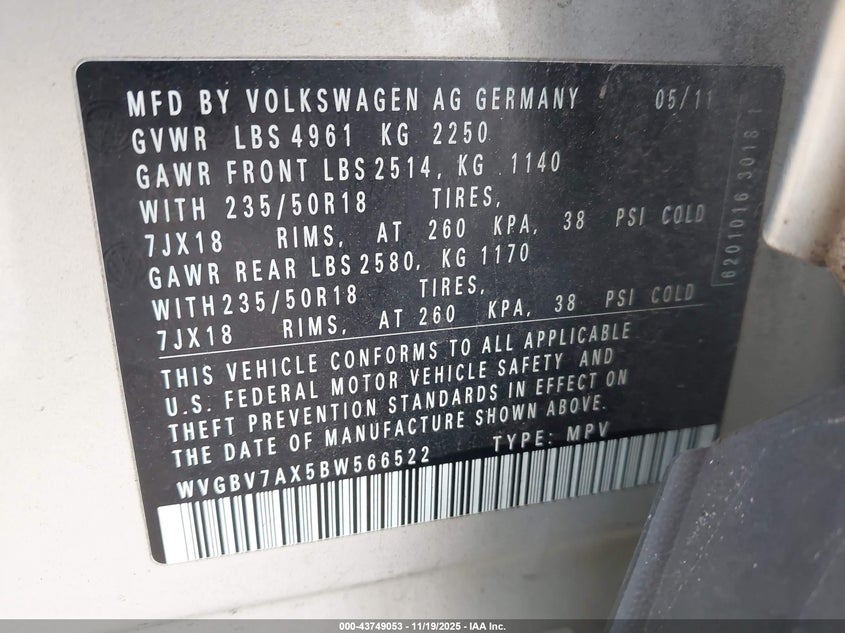 MFD BY VOLKSWAGEN AG GERMANY 05/11
GVWR LBS 4961 KG 2250
GAWR FRONT LBS 2514, KG 1140
WITH 235/50R18 TIRES,
7JX18 RIMS, AT 260 KPA, 38 PSI COLD
GAWR REAR LBS 2580, KG 1170
WITH 235/50R18 TIRES,
7JX18 RIMS, AT 260 KPA, 38 PSI COLD
THIS VEHICLE CONFORMS TO ALL APPLICABLE
U.S. FEDERAL MOTOR VEHICLE SAFETY AND
THEFT PREVENTION STANDARDS IN EFFECT ON
THE DATE OF MANUFACTURE SHOWN ABOVE.
WVGBV7AX5BW566522 TYPE: MPV
6201016 3018 1
000-43749053 - 11/19/2025 - IAA Inc.